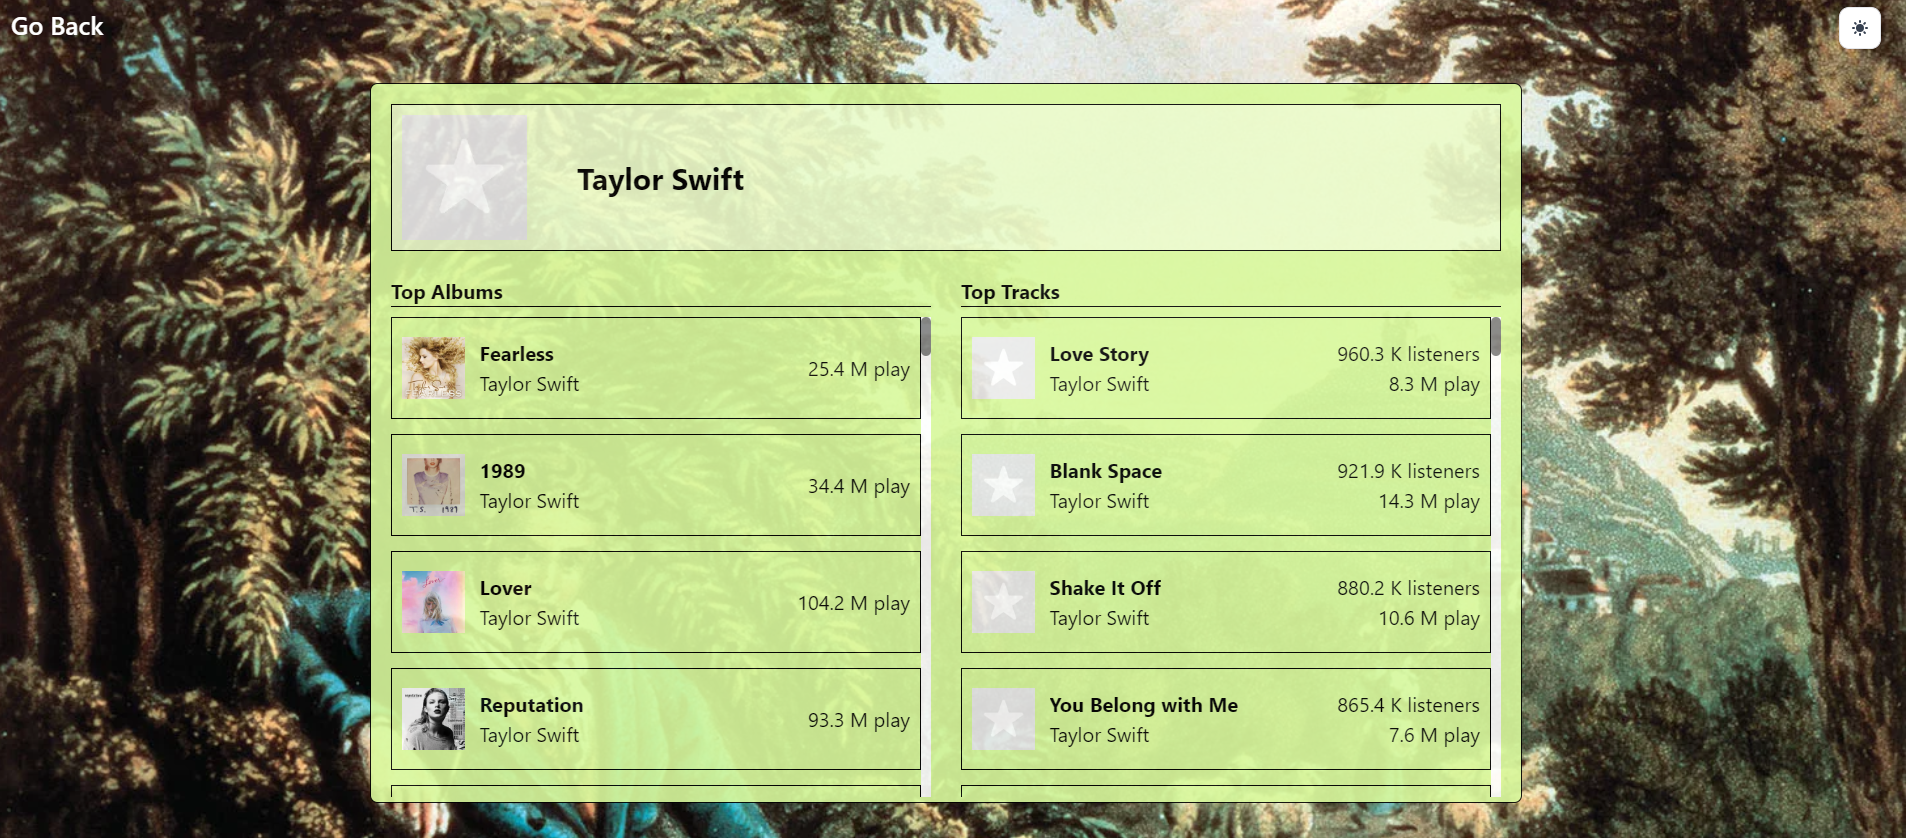 Go Back
Taylor Swift
Top Albums
Fearless
Taylor Swift
25.4 M play
1989
Taylor Swift
34.4 M play
T.S. 1989
Lover
Taylor Swift
104.2 M play
Lover
Reputation
Taylor Swift
93.3 M play
Top Tracks
Love Story
Taylor Swift
960.3 K listeners
8.3 M play
Blank Space
Taylor Swift
921.9 K listeners
14.3 M play
Shake It Off
Taylor Swift
880.2 K listeners
10.6 M play
You Belong with Me
Taylor Swift
865.4 K listeners
7.6 M play